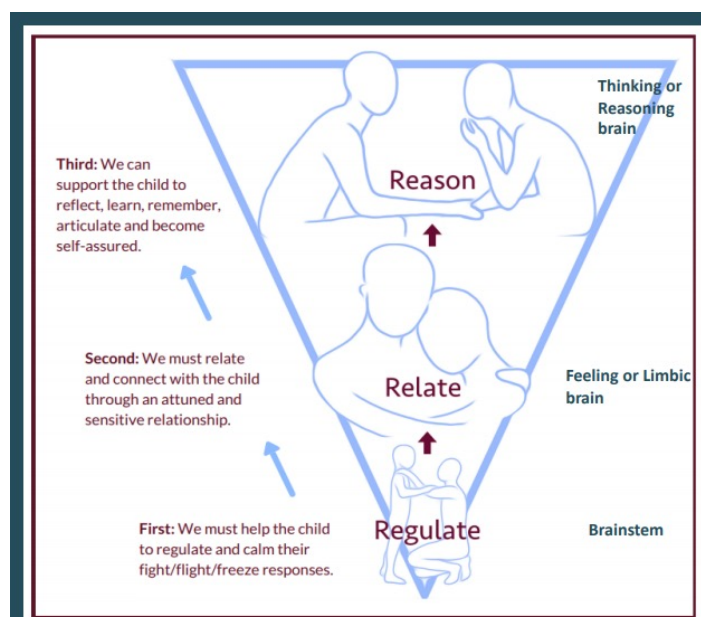 Thinking or
Reasoning
brain
Third: We can
support the child to
reflect, learn, remember,
articulate and become
self-assured.
Reason
Second: We must relate
and connect with the child
through an attuned and
sensitive relationship.
Relate
Feeling or Limbic
brain
First: We must help the child
to regulate and calm their
fight/flight/freeze responses.
Regulate
Brainstem